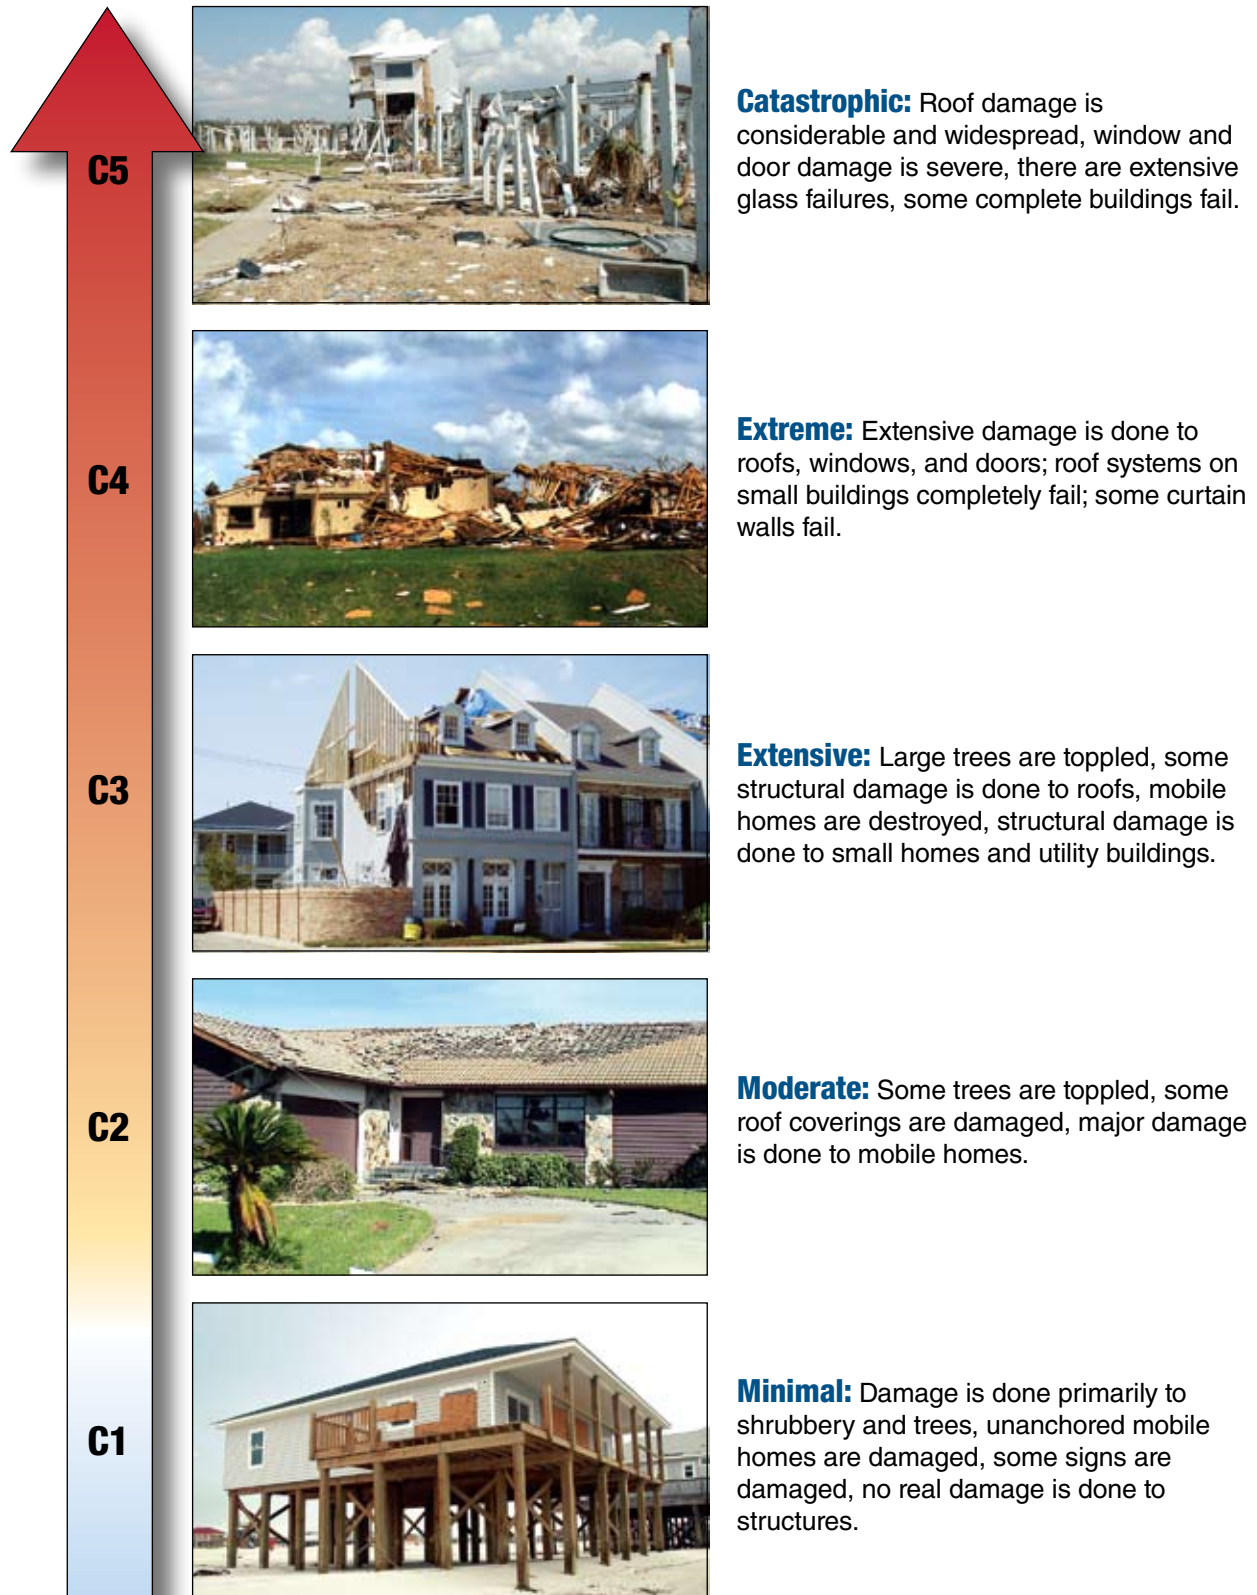 C5
Catastrophic: Roof damage is
considerable and widespread, window and
door damage is severe, there are extensive
glass failures, some complete buildings fail.
C4
Extreme: Extensive damage is done to
roofs, windows, and doors; roof systems on
small buildings completely fail; some curtain
walls fail.
C3
Extensive: Large trees are toppled, some
structural damage is done to roofs, mobile
homes are destroyed, structural damage is
done to small homes and utility buildings.
C2
Moderate: Some trees are toppled, some
roof coverings are damaged, major damage
is done to mobile homes.
C1
Minimal: Damage is done primarily to
shrubbery and trees, unanchored mobile
homes are damaged, some signs are
damaged, no real damage is done to
structures.